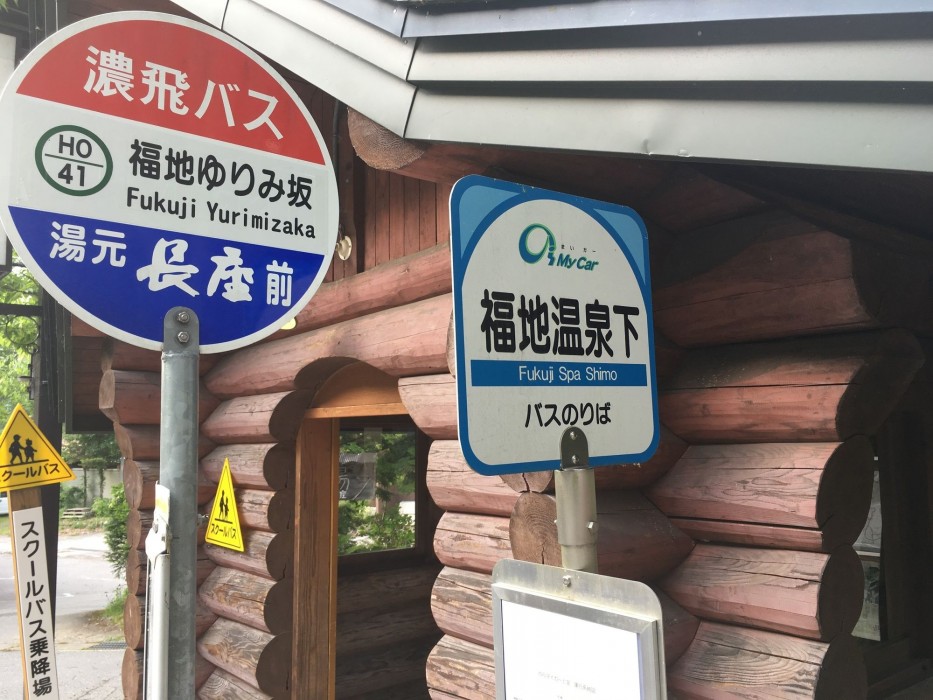 濃飛バス
HO
41
福地ゆりみ坂
Fukuji Yurimizaka
湯元 長座 前
まいかー
My Car
福地温泉下
Fukuji Spa Shimo
バスのりば
クールバス
スクールバス乗降場
スクールバス